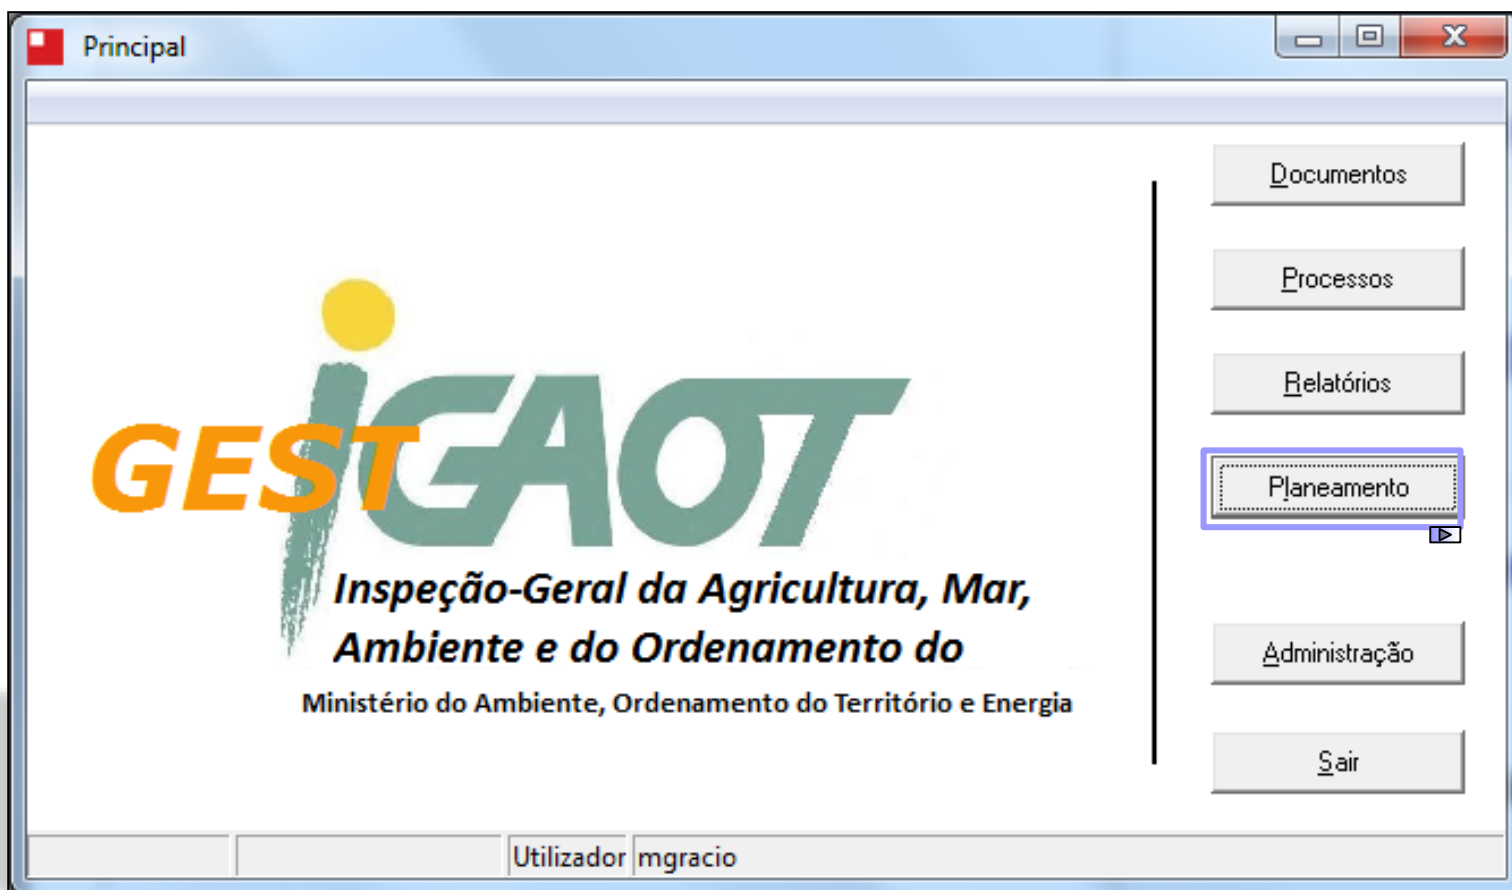 Principal
Documentos
Processos
Relatórios
Planeamento
Administração
Sair
GEST iGAOT
Inspeção-Geral da Agricultura, Mar,
Ambiente e do Ordenamento do
Ministério do Ambiente, Ordenamento do Território e Energia
Utilizador mgracio